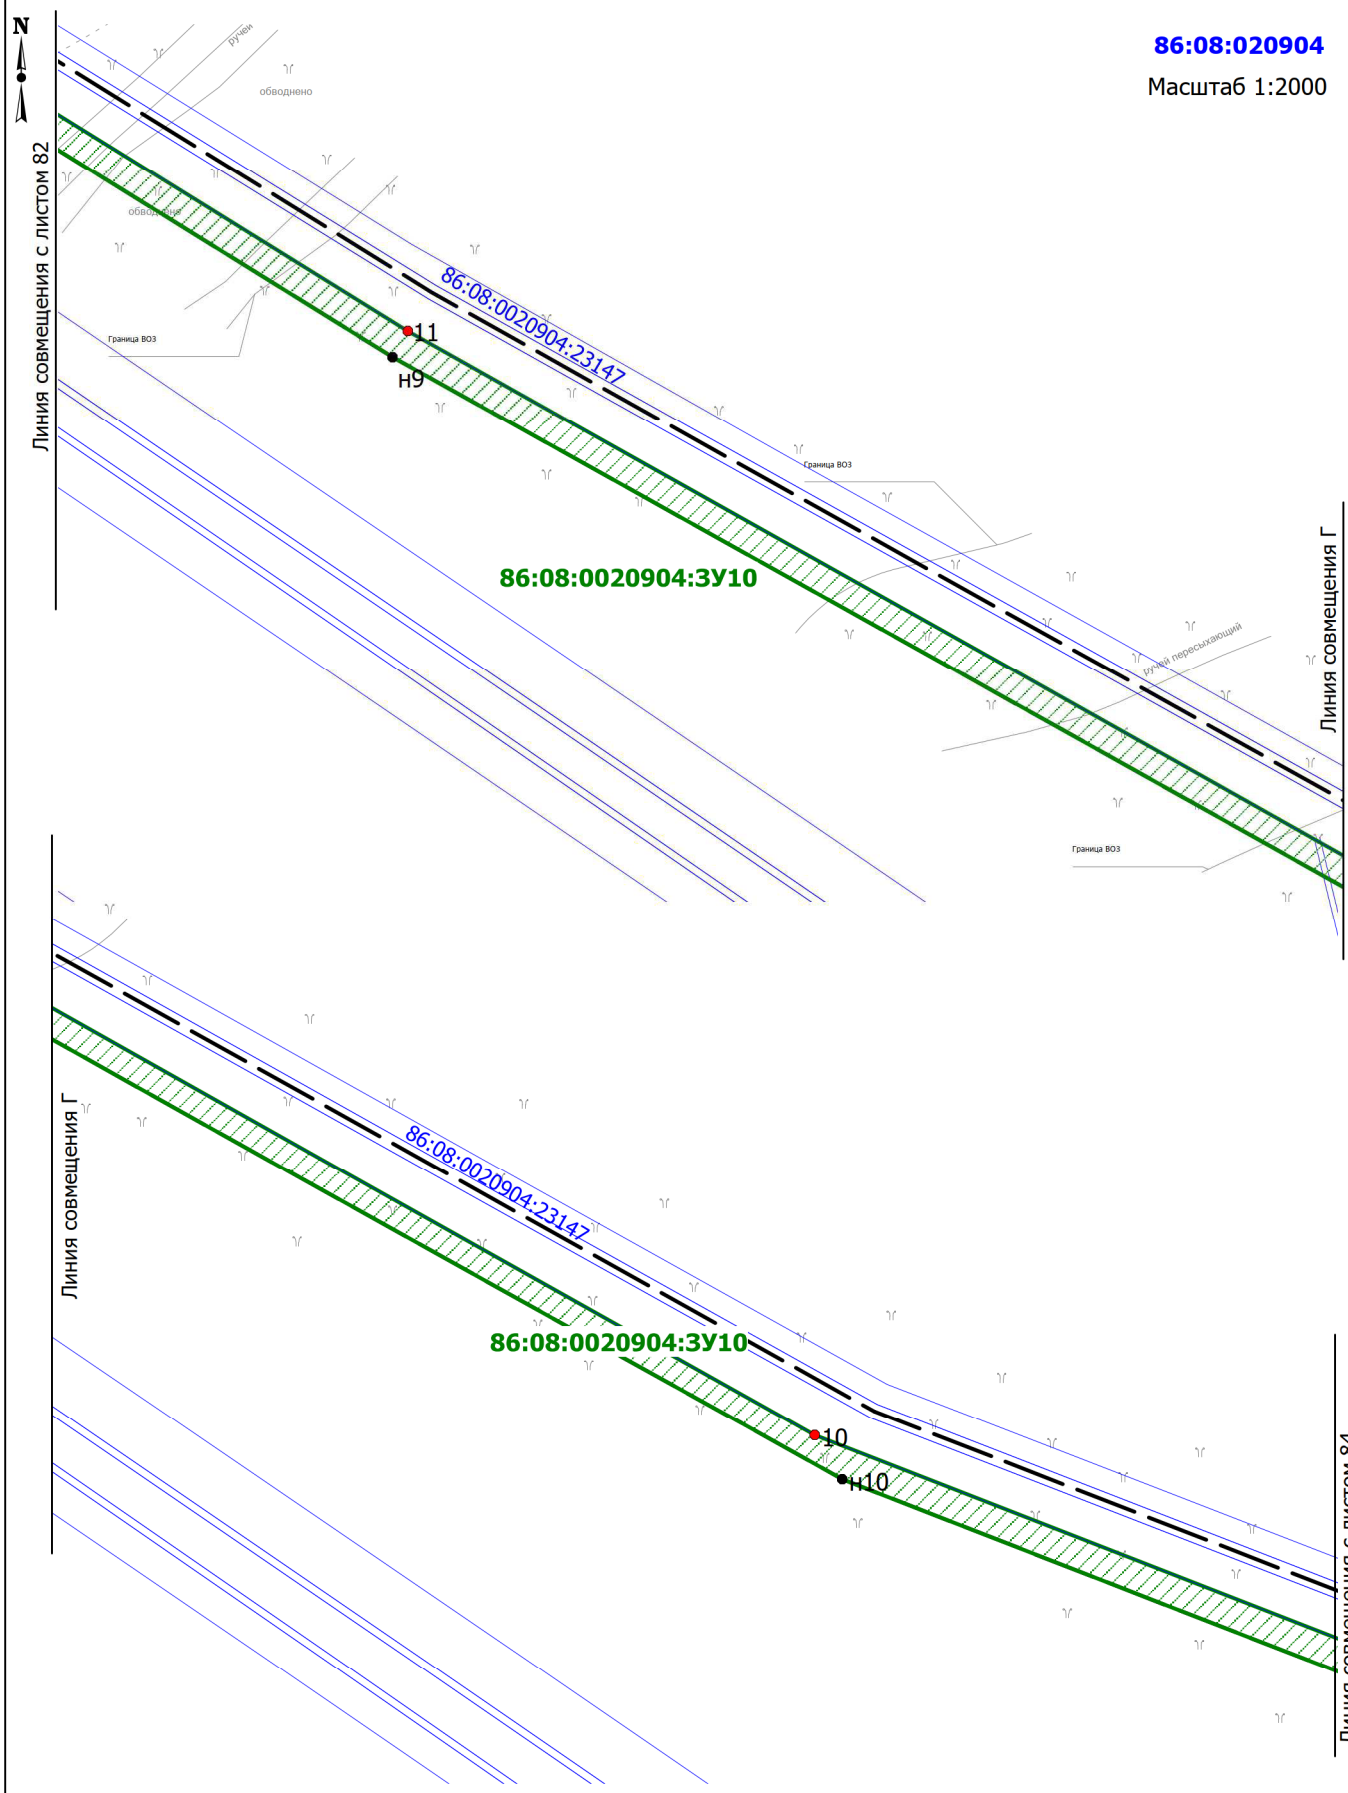 N
86:08:020904
Масштаб 1:2000
ручей
обводнено
Линия совмещения с листом 82
обводнено
86:08:0020904:23147
Граница ВОЗ
11
н9
Граница ВОЗ
86:08:0020904:ЗУ10
Линия совмещения Г
ручей пересыхающий
Граница ВОЗ
Линия совмещения Г
86:08:0020904:23147
86:08:0020904:ЗУ10
10
н10
Линия совмещения с листом 84